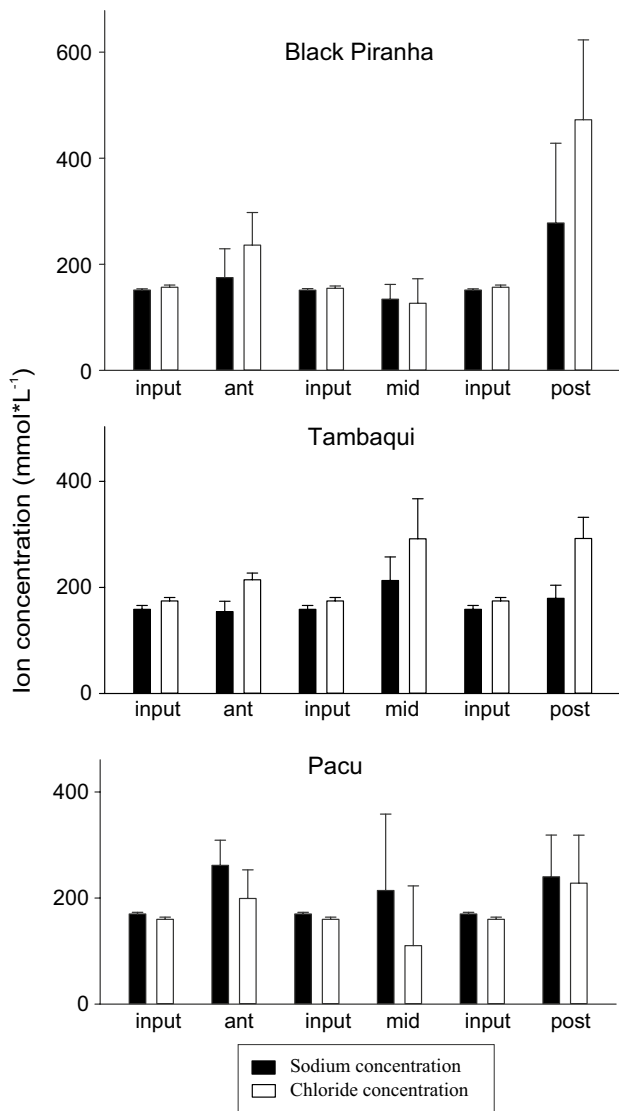 Black Piranha
600
400
200
0
input ant input mid input post
Tambaqui
400
200
0
input ant input mid input post
Pacu
400
200
0
input ant input mid input post
Ion concentration (mmol*L⁻¹)
Sodium concentration
Chloride concentration